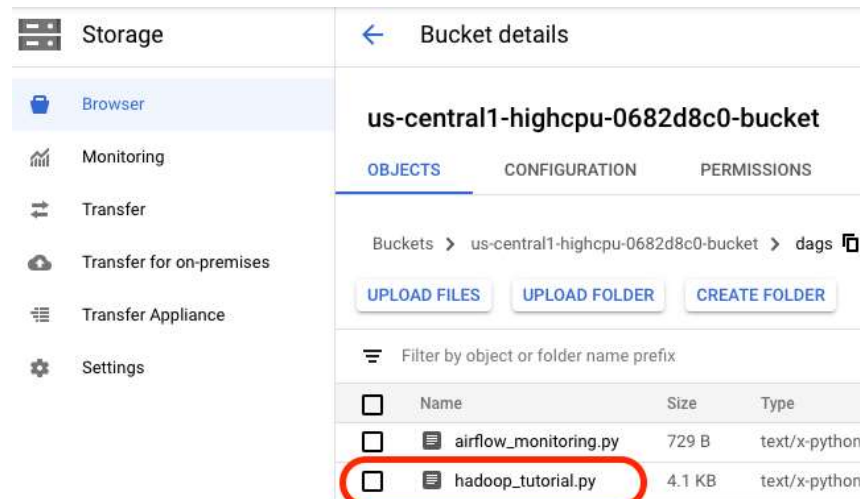 Storage
Bucket details
Browser
Monitoring
Transfer
Transfer for on-premises
Transfer Appliance
Settings
us-central1-highcpu-0682d8c0-bucket
OBJECTS CONFIGURATION PERMISSIONS
Buckets > us-central1-highcpu-0682d8c0-bucket > dags
UPLOAD FILES UPLOAD FOLDER CREATE FOLDER
Filter by object or folder name prefix
Name Size Type
airflow_monitoring.py 729 B text/x-python
hadoop_tutorial.py 4.1 KB text/x-python